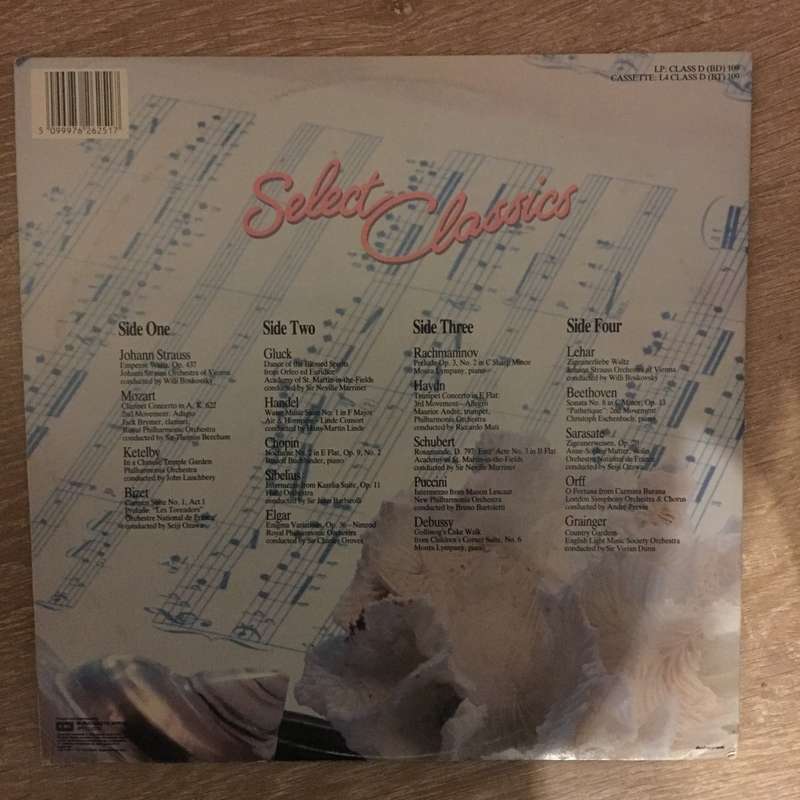 LP: CLASS D (BD) 109
CASSETTE: L4 CLASS D (BT) 109
5 099976 262517
Select Classics
Side One
Johann Strauss
Emperor Waltz, Op. 437
Johann Strauss Orchestra of Vienna
conducted by Willi Boskovsky
Mozart
Clarinet Concerto in A, K. 622
2nd Movement: Adagio
Jack Brymer, clarinet,
Royal Philharmonic Orchestra
conducted by Sir Thomas Beecham
Ketelby
In a Chinese Temple Garden
Philharmonia Orchestra
conducted by John Lanchbery
Bizet
Carmen Suite No. 1, Act 1
Prelude: "Les Toreadors"
Orchestre National de France
conducted by Seiji Ozawa
Side Two
Gluck
Dance of the Blessed Spirits
from Orfeo ed Euridice
Academy of St. Martin-in-the-Fields
conducted by Sir Neville Marriner
Handel
Water Music Suite No. 1 in F Major
Air & Hornpipe - Linde Consort
conducted by Hans-Martin Linde
Chopin
Nocturne No. 2 in E Flat, Op. 9, No. 2
piano
Sibelius
Intermezzo from Karelia Suite, Op. 11
Hallé Orchestra
conducted by Sir John Barbirolli
Elgar
Enigma Variations, Op. 36 - Nimrod
Royal Philharmonic Orchestra
conducted by Sir Charles Groves
Side Three
Rachmaninov
Prelude Op. 3, No. 2 in C Sharp Minor
Moura Lympany, piano
Haydn
Trumpet Concerto in E Flat:
3rd Movement - Allegro
Maurice André, trumpet,
Philharmonia Orchestra
conducted by Riccardo Muti
Schubert
Rosamunde, D. 797: Entr' Acte No. 3 in B Flat
Academy of St. Martin-in-the-Fields
conducted by Sir Neville Marriner
Puccini
Intermezzo from Manon Lescaut
New Philharmonia Orchestra
conducted by Bruno Bartoletti
Debussy
Golliwog's Cake Walk
from Children's Corner Suite, No. 6
Moura Lympany, piano
Side Four
Lehar
Zigeunerliebe Waltz
Johann Strauss Orchestra of Vienna
conducted by Willi Boskovsky
Beethoven
Sonata No. 8 in C Minor, Op. 13
"Pathetique" 2nd Movement
Christoph Eschenbach, piano
Sarasate
Zigeunerweisen, Op. 20
Anne-Sophie Mutter, violin
Orchestre National de France
conducted by Seiji Ozawa
Orff
O Fortuna from Carmina Burana
London Symphony Orchestra & Chorus
conducted by André Previn
Grainger
Country Gardens
English Light Music Society Orchestra
conducted by Sir Vivian Dunn
EMI